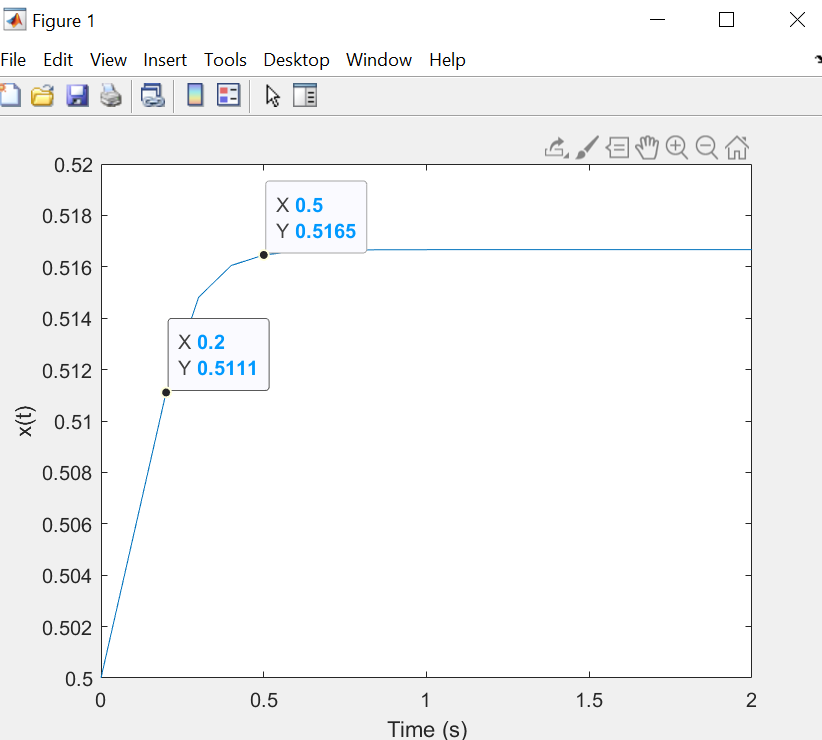 Figure 1
File Edit View Insert Tools Desktop Window Help
0.52
0.518
0.516
0.514
0.512
0.51
0.508
0.506
0.504
0.502
0.5
X 0.5
Y 0.5165
X 0.2
Y 0.5111
x(t)
0 0.5 1 1.5 2
Time (s)